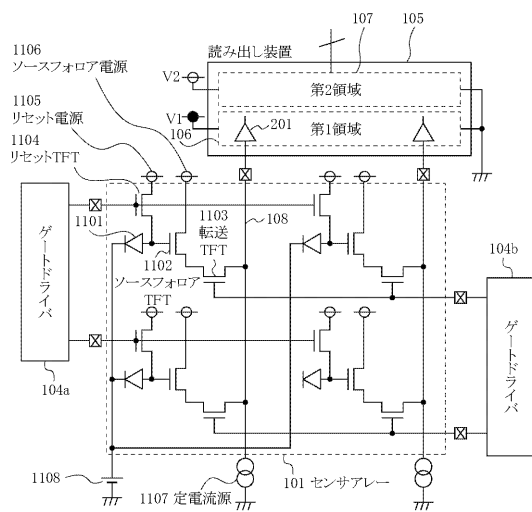 1106
ソースフォロア電源
1105
リセット電源
1104
リセットTFT
107
105
読み出し装置
V2
第2領域
V1
第1領域
106
201
1101
1102
ソースフォロア
TFT
1103
転送
TFT
108
ゲートドライバ
104a
104b
ゲートドライバ
1108
1107 定電流源
101 センサアレー